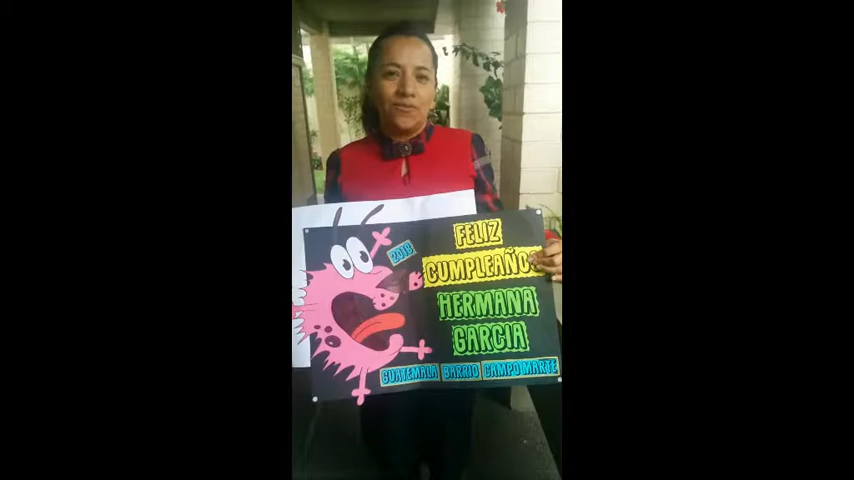 2018
FELIZ
CUMPLEAÑOS
HERMANA
GARCIA
GUATEMALA BARRIO CAMPO MARTE